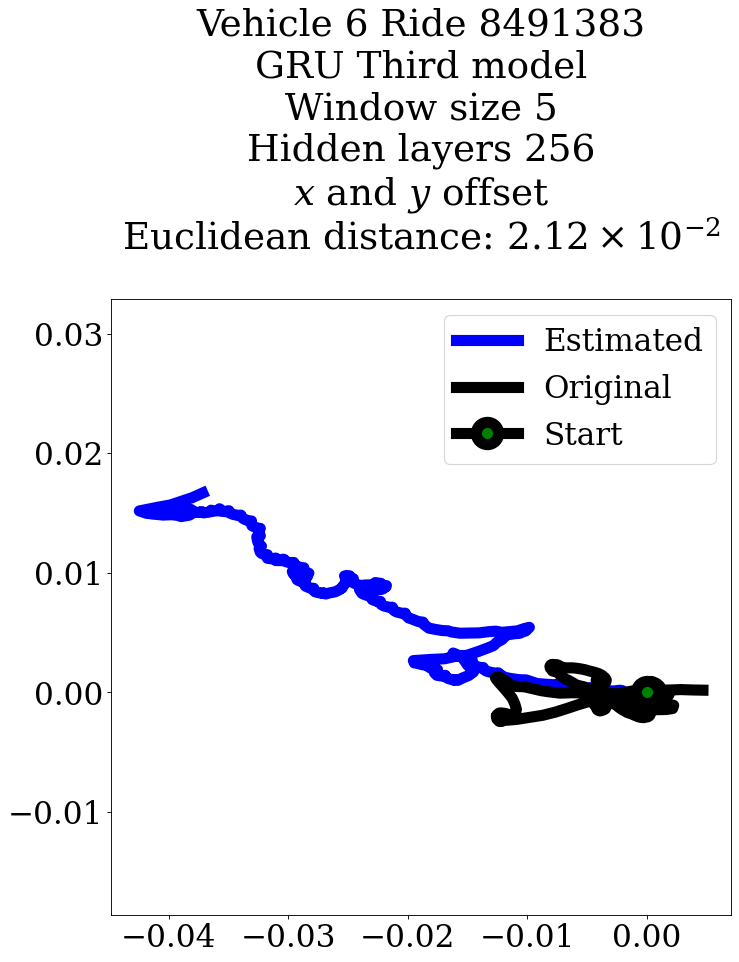 Vehicle 6 Ride 8491383
GRU Third model
Window size 5
Hidden layers 256
x and y offset
Euclidean distance: 2.12 × 10⁻²
Estimated
Original
Start
0.03
0.02
0.01
0.00
−0.01
−0.04 −0.03 −0.02 −0.01 0.00